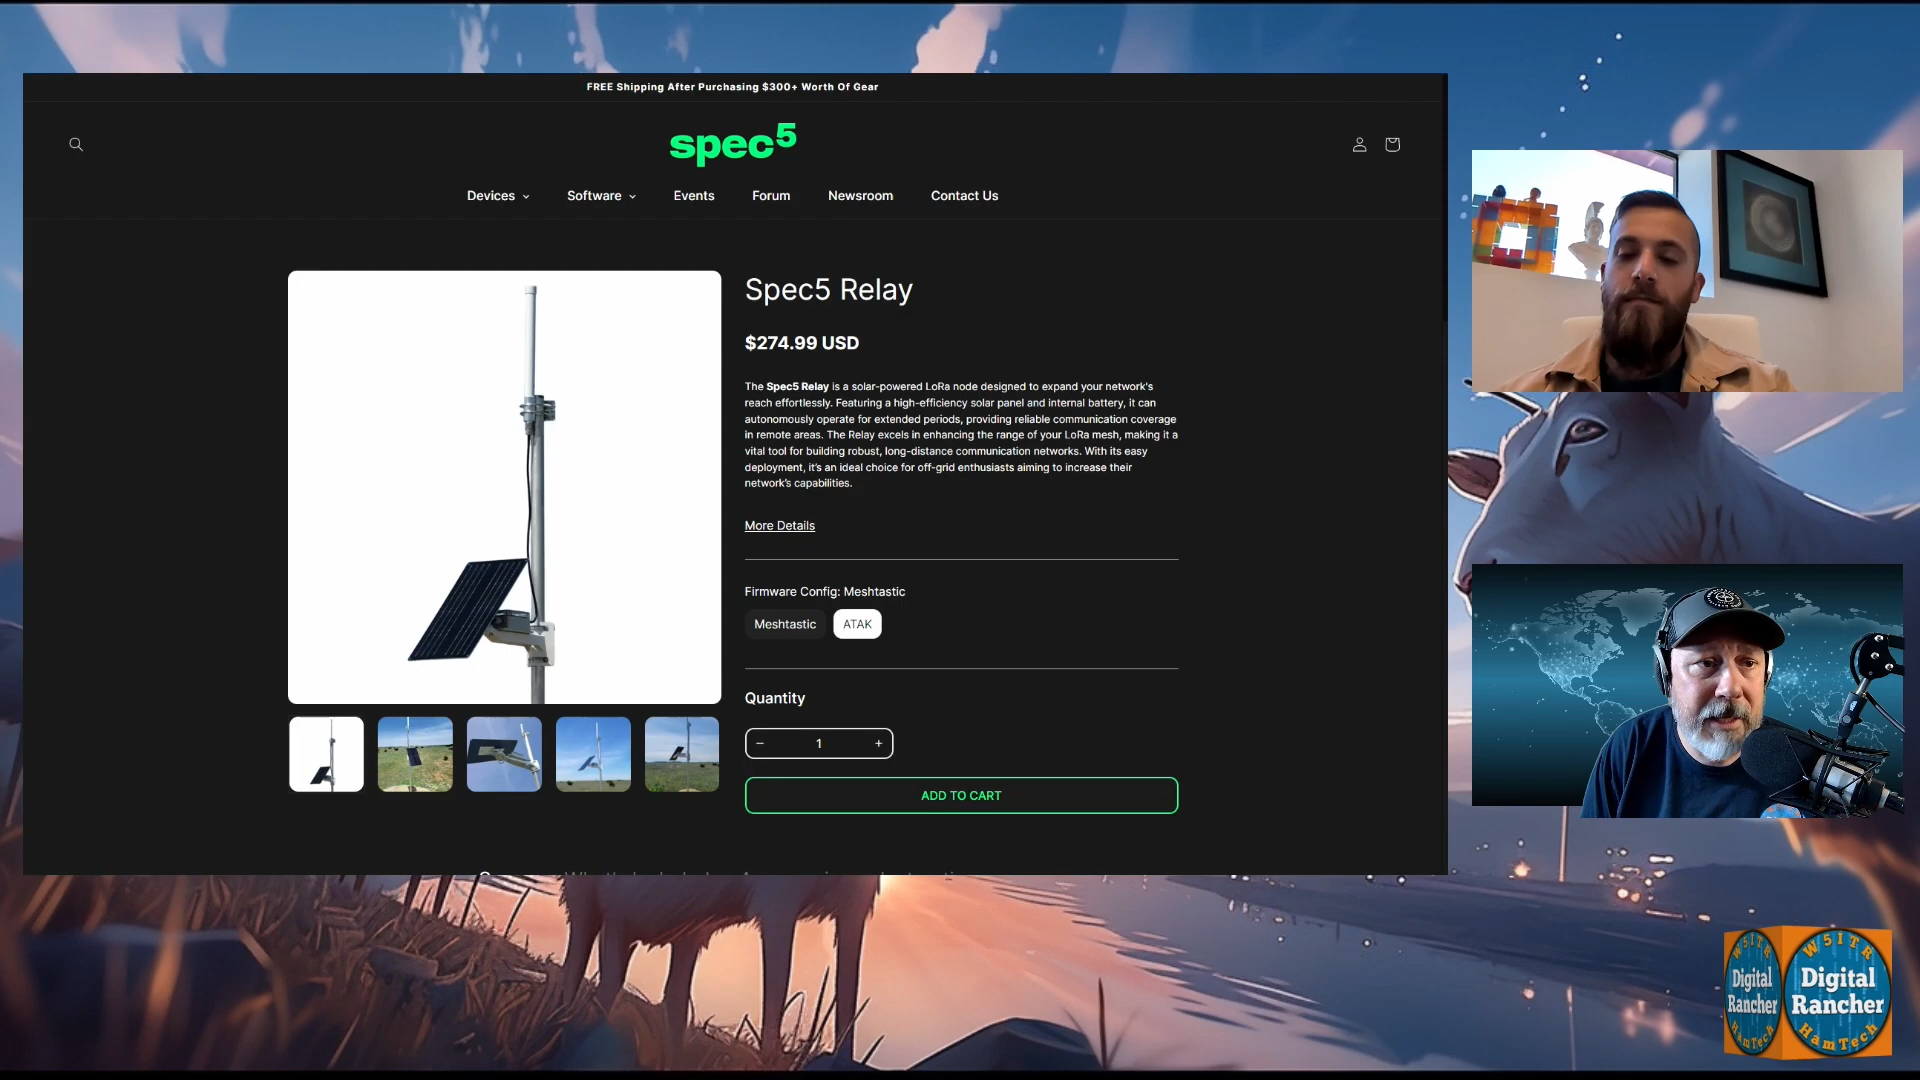 FREE Shipping After Purchasing $300+ Worth Of Gear
spec5
Devices
Software
Events
Forum
Newsroom
Contact Us
Spec5 Relay
$274.99 USD
The Spec5 Relay is a solar-powered LoRa node designed to expand your network's
reach effortlessly. Featuring a high-efficiency solar panel and internal battery, it can
autonomously operate for extended periods, providing reliable communication coverage
in remote areas. The Relay excels in enhancing the range of your LoRa mesh, making it a
vital tool for building robust, long-distance communication networks. With its easy
deployment, it's an ideal choice for off-grid enthusiasts aiming to increase their
network's capabilities.
More Details
Firmware Config: Meshtastic
Meshtastic
ATAK
Quantity
− 1 +
ADD TO CART
W5ITR
Digital
Rancher
HamTech
W5ITR
Digital
Rancher
HamTech